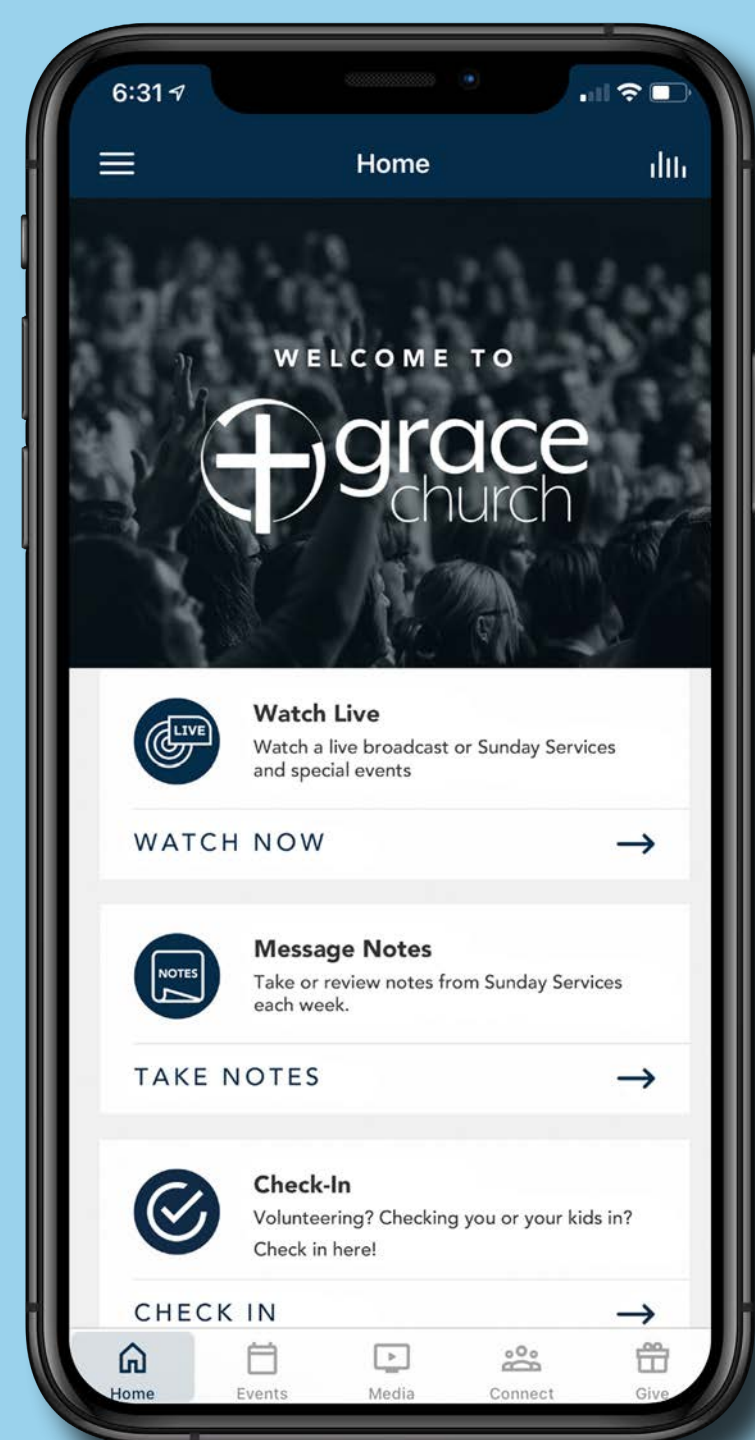 6:31
Home
WELCOME TO
grace
church
LIVE
Watch Live
Watch a live broadcast or Sunday Services
and special events
WATCH NOW
NOTES
Message Notes
Take or review notes from Sunday Services
each week.
TAKE NOTES
Check-In
Volunteering? Checking you or your kids in?
Check in here!
CHECK IN
Home Events Media Connect Give